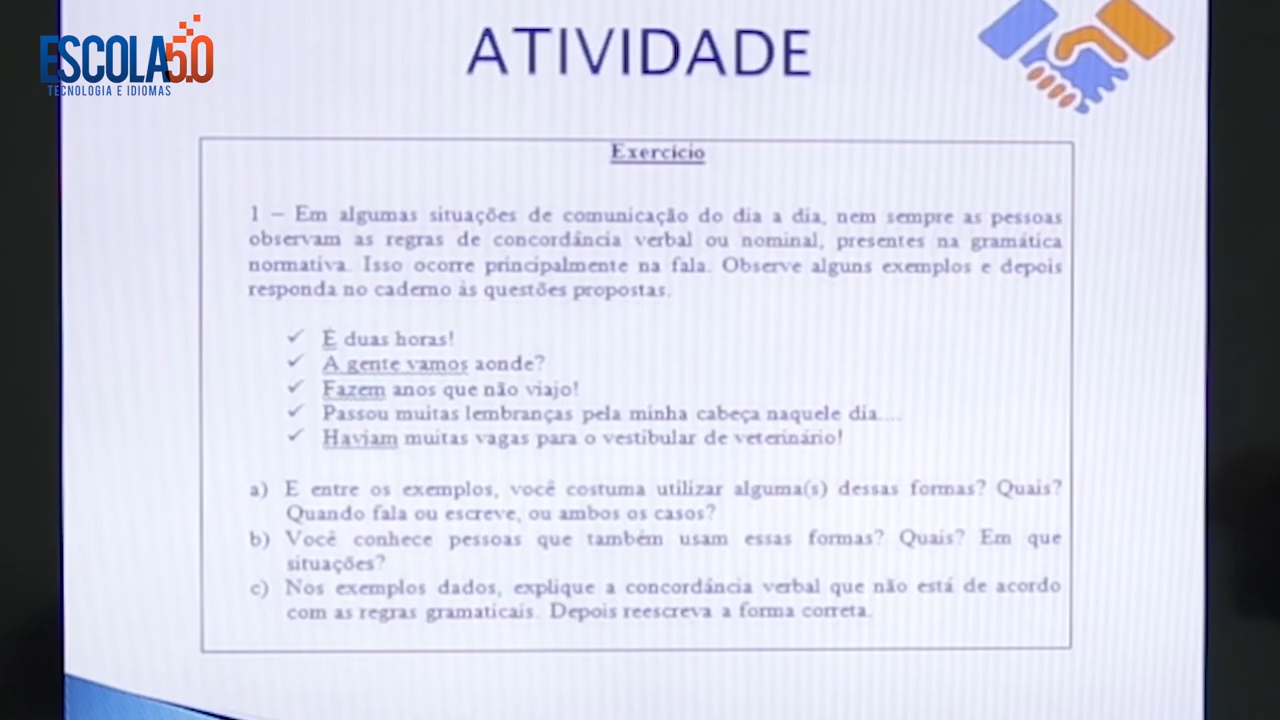 ESCOLA5.0
TECNOLOGIA E IDIOMAS
ATIVIDADE
Exercício
1 – Em algumas situações de comunicação do dia a dia, nem sempre as pessoas
observam as regras de concordância verbal ou nominal, presentes na gramática
normativa. Isso ocorre principalmente na fala. Observe alguns exemplos e depois
responda no caderno às questões propostas.
✓ É duas horas!
✓ A gente vamos aonde?
✓ Fazem anos que não viajo!
✓ Passou muitas lembranças pela minha cabeça naquele dia....
✓ Haviam muitas vagas para o vestibular de veterinário!
a) E entre os exemplos, você costuma utilizar alguma(s) dessas formas? Quais?
Quando fala ou escreve, ou ambos os casos?
b) Você conhece pessoas que também usam essas formas? Quais? Em que
situações?
c) Nos exemplos dados, explique a concordância verbal que não está de acordo
com as regras gramaticais. Depois reescreva a forma correta.